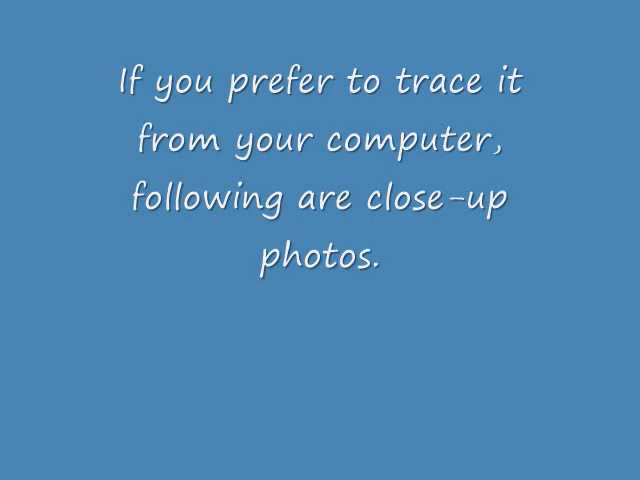 If you prefer to trace it
from your computer,
following are close-up
photos.